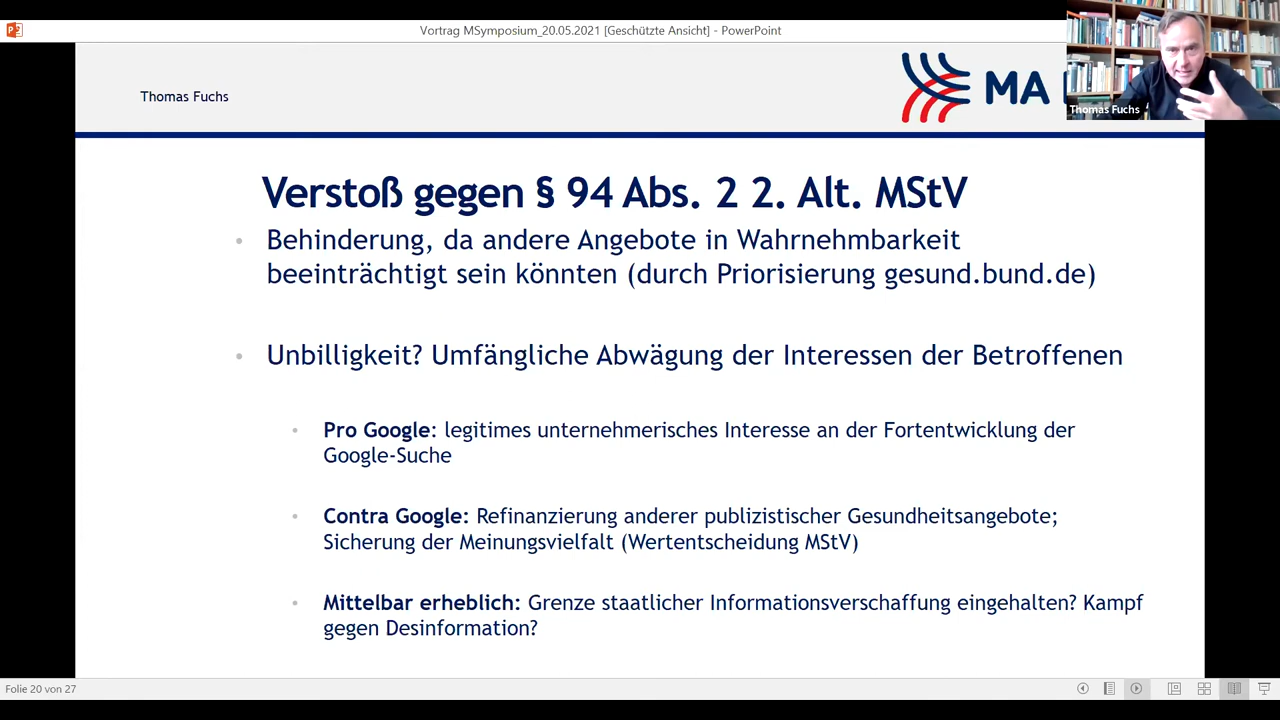 Vortrag MSymposium_20.05.2021 [Geschützte Ansicht] - PowerPoint
Thomas Fuchs
MA
Thomas Fuchs
Verstoß gegen § 94 Abs. 2 2. Alt. MStV
• Behinderung, da andere Angebote in Wahrnehmbarkeit
beeinträchtigt sein könnten (durch Priorisierung gesund.bund.de)
• Unbilligkeit? Umfängliche Abwägung der Interessen der Betroffenen
• Pro Google: legitimes unternehmerisches Interesse an der Fortentwicklung der
Google-Suche
• Contra Google: Refinanzierung anderer publizistischer Gesundheitsangebote;
Sicherung der Meinungsvielfalt (Wertentscheidung MStV)
• Mittelbar erheblich: Grenze staatlicher Informationsverschaffung eingehalten? Kampf
gegen Desinformation?
Folie 20 von 27